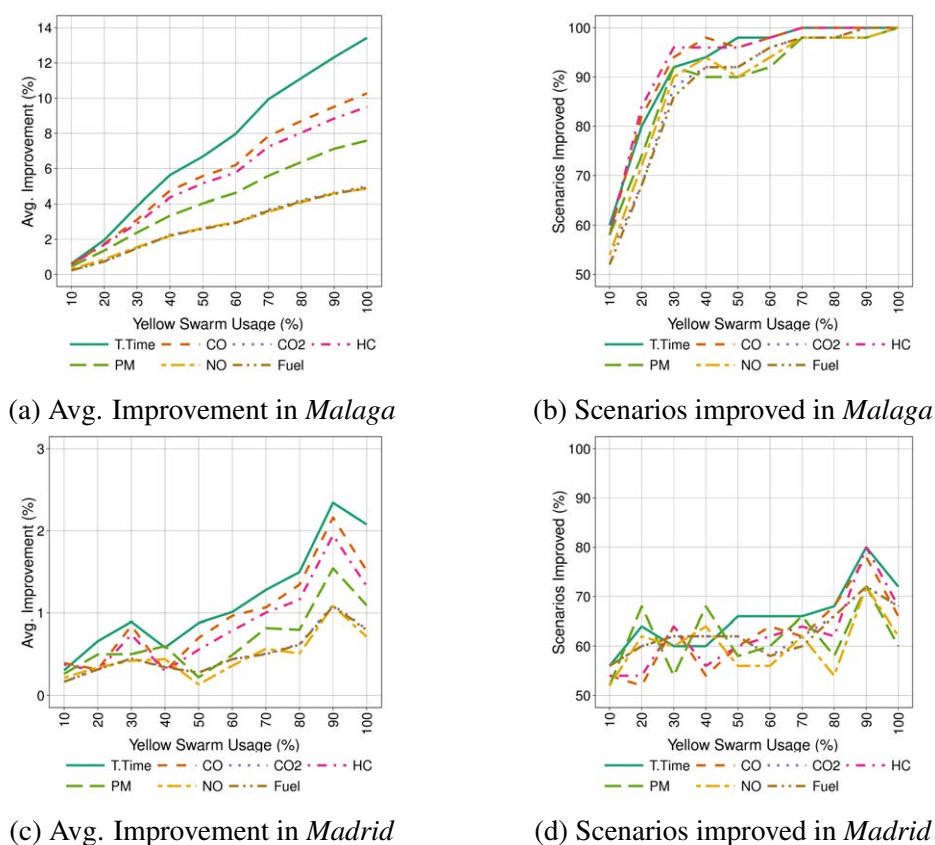 Avg. Improvement (%)
14
12
10
8
6
4
2
0
10 20 30 40 50 60 70 80 90 100
Yellow Swarm Usage (%)
T.Time CO CO2 HC
PM NO Fuel
(a) Avg. Improvement in Malaga
Scenarios Improved (%)
100
90
80
70
60
50
10 20 30 40 50 60 70 80 90 100
Yellow Swarm Usage (%)
T.Time CO CO2 HC
PM NO Fuel
(b) Scenarios improved in Malaga
Avg. Improvement (%)
3
2
1
0
10 20 30 40 50 60 70 80 90 100
Yellow Swarm Usage (%)
T.Time CO CO2 HC
PM NO Fuel
(c) Avg. Improvement in Madrid
Scenarios Improved (%)
100
90
80
70
60
50
10 20 30 40 50 60 70 80 90 100
Yellow Swarm Usage (%)
T.Time CO CO2 HC
PM NO Fuel
(d) Scenarios improved in Madrid